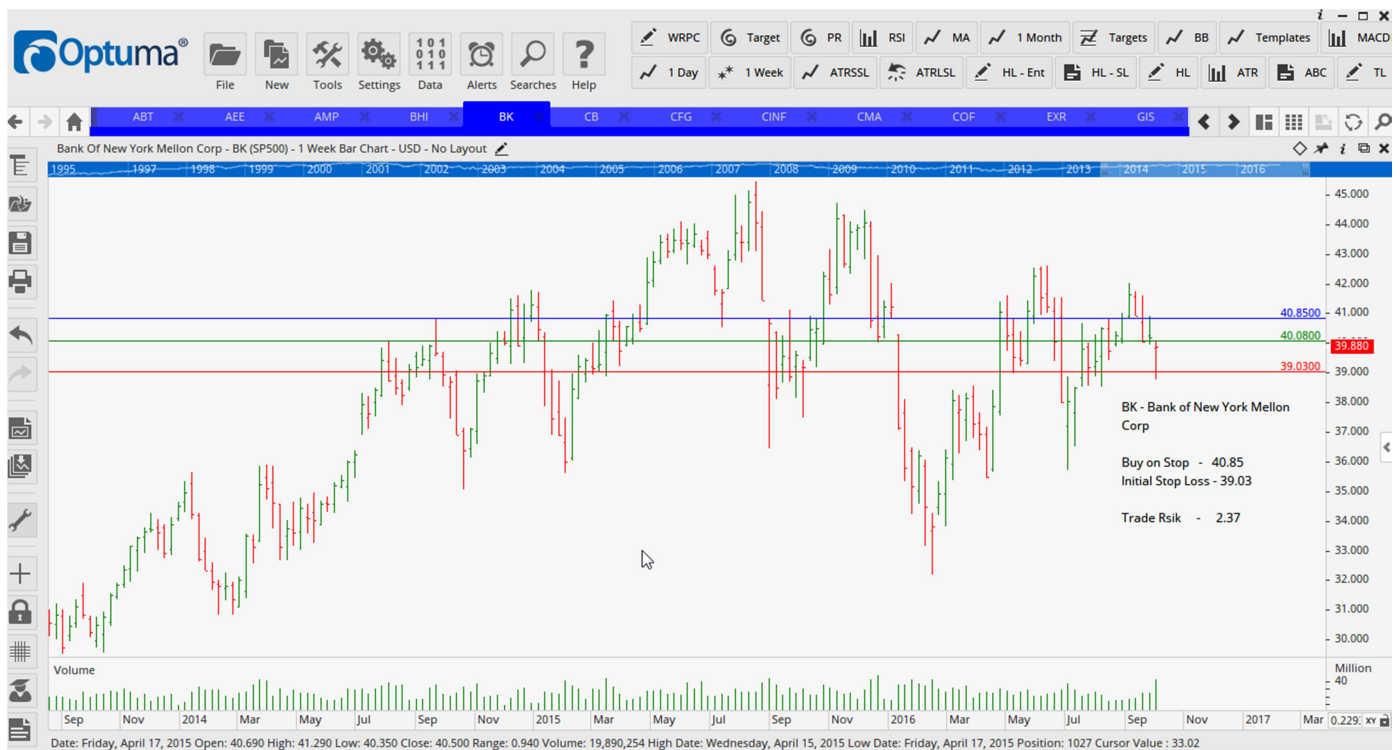 Optuma®
File New Tools Settings Data Alerts Searches Help
101
010
111
WRPC Target PR RSI MA 1 Month Targets BB Templates MACD
1 Day 1 Week ATRSSL ATRLSL HL - Ent HL - SL HL ATR ABC TL
ABT AEE AMP BHI BK CB CFG CINF CMA COF EXR GIS
Bank Of New York Mellon Corp - BK (SP500) - 1 Week Bar Chart - USD - No Layout
1995 1997 1998 1999 2000 2001 2002 2003 2004 2005 2006 2007 2008 2009 2010 2011 2012 2013 2014 2015 2016
45.000
44.000
43.000
42.000
41.000
40.8500
40.0800
39.880
39.0300
39.000
38.000
37.000
36.000
35.000
34.000
33.000
32.000
31.000
30.000
BK - Bank of New York Mellon
Corp
Buy on Stop - 40.85
Initial Stop Loss - 39.03
Trade Rsik - 2.37
Volume
Million
40
Sep Nov 2014 Mar May Jul Sep Nov 2015 Mar May Jul Sep Nov 2016 Mar May Jul Sep Nov 2017 Mar XY
Date: Friday, April 17, 2015 Open: 40.690 High: 41.290 Low: 40.350 Close: 40.500 Range: 0.940 Volume: 19,890,254 High Date: Wednesday, April 15, 2015 Low Date: Friday, April 17, 2015 Position: 1027 Cursor Value : 33.02